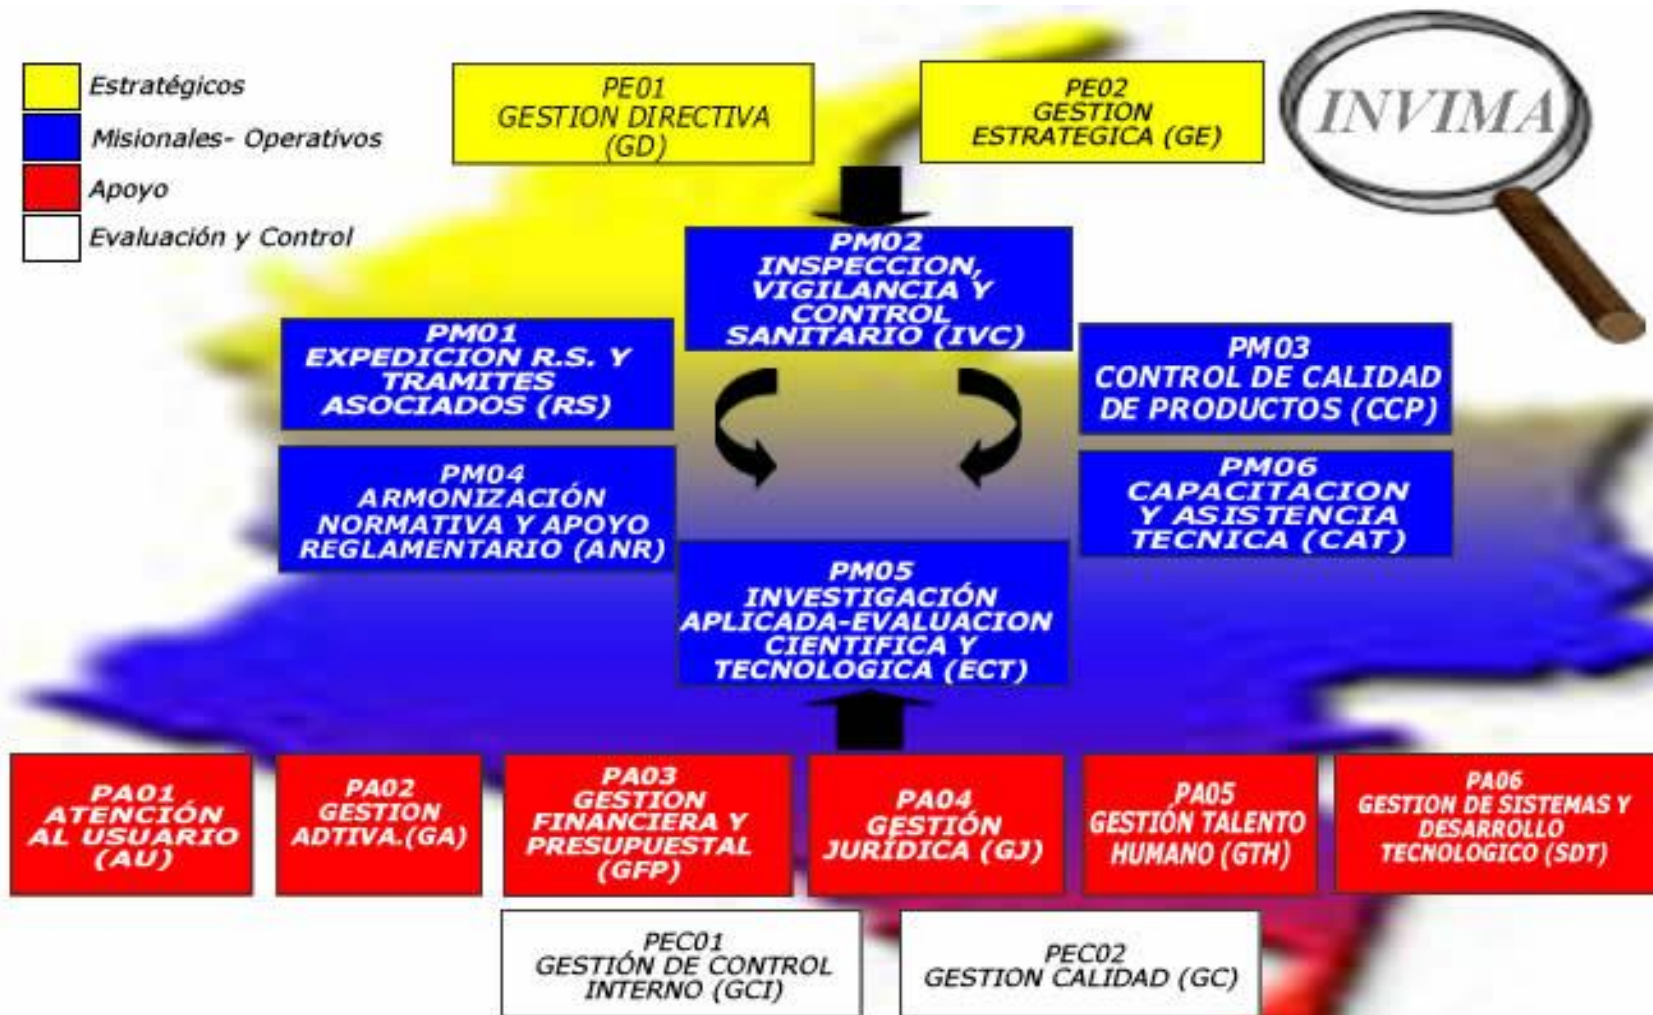 Estratégicos
Misionales- Operativos
Apoyo
Evaluación y Control
PE01
GESTION DIRECTIVA
(GD)
PE02
GESTION
ESTRATEGICA (GE)
INVIMA
PM02
INSPECCION,
VIGILANCIA Y
CONTROL
SANITARIO (IVC)
PM01
EXPEDICION R.S. Y
TRAMITES
ASOCIADOS (RS)
PM03
CONTROL DE CALIDAD
DE PRODUCTOS (CCP)
PM04
ARMONIZACIÓN
NORMATIVA Y APOYO
REGLAMENTARIO (ANR)
PM06
CAPACITACION
Y ASISTENCIA
TECNICA (CAT)
PM05
INVESTIGACIÓN
APLICADA-EVALUACION
CIENTIFICA Y
TECNOLOGICA (ECT)
PA01
ATENCIÓN
AL USUARIO
(AU)
PA02
GESTION
ADTIVA.(GA)
PA03
GESTION
FINANCIERA Y
PRESUPUESTAL
(GFP)
PA04
GESTIÓN
JURÍDICA (GJ)
PA05
GESTIÓN TALENTO
HUMANO (GTH)
PA06
GESTION DE SISTEMAS Y
DESARROLLO
TECNOLOGICO (SDT)
PEC01
GESTIÓN DE CONTROL
INTERNO (GCI)
PEC02
GESTION CALIDAD (GC)